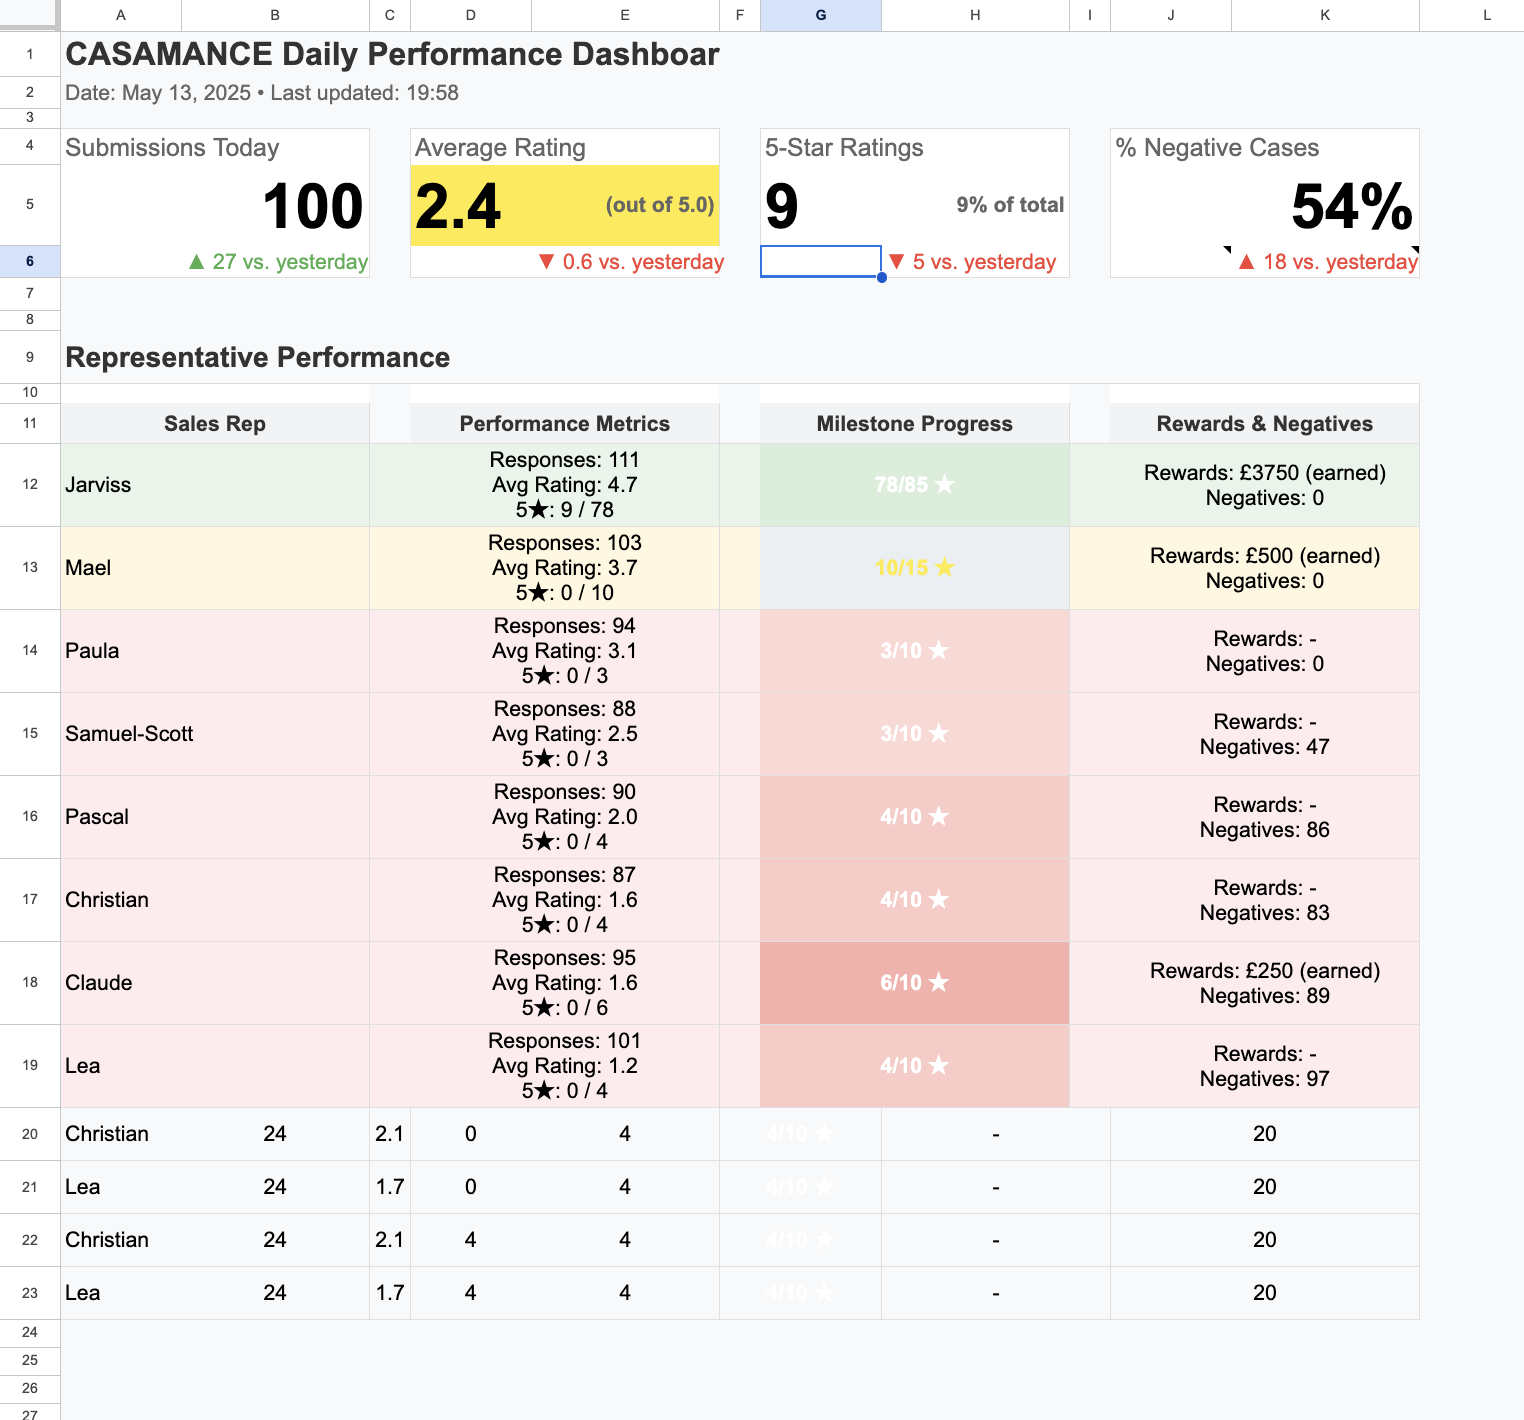 A B C D E F G H I J K L
1 CASAMANCE Daily Performance Dashboar
2 Date: May 13, 2025 • Last updated: 19:58
3
4 Submissions Today Average Rating 5-Star Ratings % Negative Cases
5 100 2.4 (out of 5.0) 9 9% of total 54%
6 ▲ 27 vs. yesterday ▼ 0.6 vs. yesterday ▼ 5 vs. yesterday ▲ 18 vs. yesterday
7
8
9 Representative Performance
10
11 Sales Rep Performance Metrics Milestone Progress Rewards & Negatives
12 Jarviss
Responses: 111
Avg Rating: 4.7
5★: 9 / 78
78/85 ★
Rewards: £3750 (earned)
Negatives: 0
13 Mael
Responses: 103
Avg Rating: 3.7
5★: 0 / 10
10/15 ★
Rewards: £500 (earned)
Negatives: 0
14 Paula
Responses: 94
Avg Rating: 3.1
5★: 0 / 3
3/10 ★
Rewards: -
Negatives: 0
15 Samuel-Scott
Responses: 88
Avg Rating: 2.5
5★: 0 / 3
3/10 ★
Rewards: -
Negatives: 47
16 Pascal
Responses: 90
Avg Rating: 2.0
5★: 0 / 4
4/10 ★
Rewards: -
Negatives: 86
17 Christian
Responses: 87
Avg Rating: 1.6
5★: 0 / 4
4/10 ★
Rewards: -
Negatives: 83
18 Claude
Responses: 95
Avg Rating: 1.6
5★: 0 / 6
6/10 ★
Rewards: £250 (earned)
Negatives: 89
19 Lea
Responses: 101
Avg Rating: 1.2
5★: 0 / 4
4/10 ★
Rewards: -
Negatives: 97
20 Christian 24 2.1 0 4 4/10 ★ - 20
21 Lea 24 1.7 0 4 4/10 ★ - 20
22 Christian 24 2.1 4 4 4/10 ★ - 20
23 Lea 24 1.7 4 4 4/10 ★ - 20
24
25
26
27